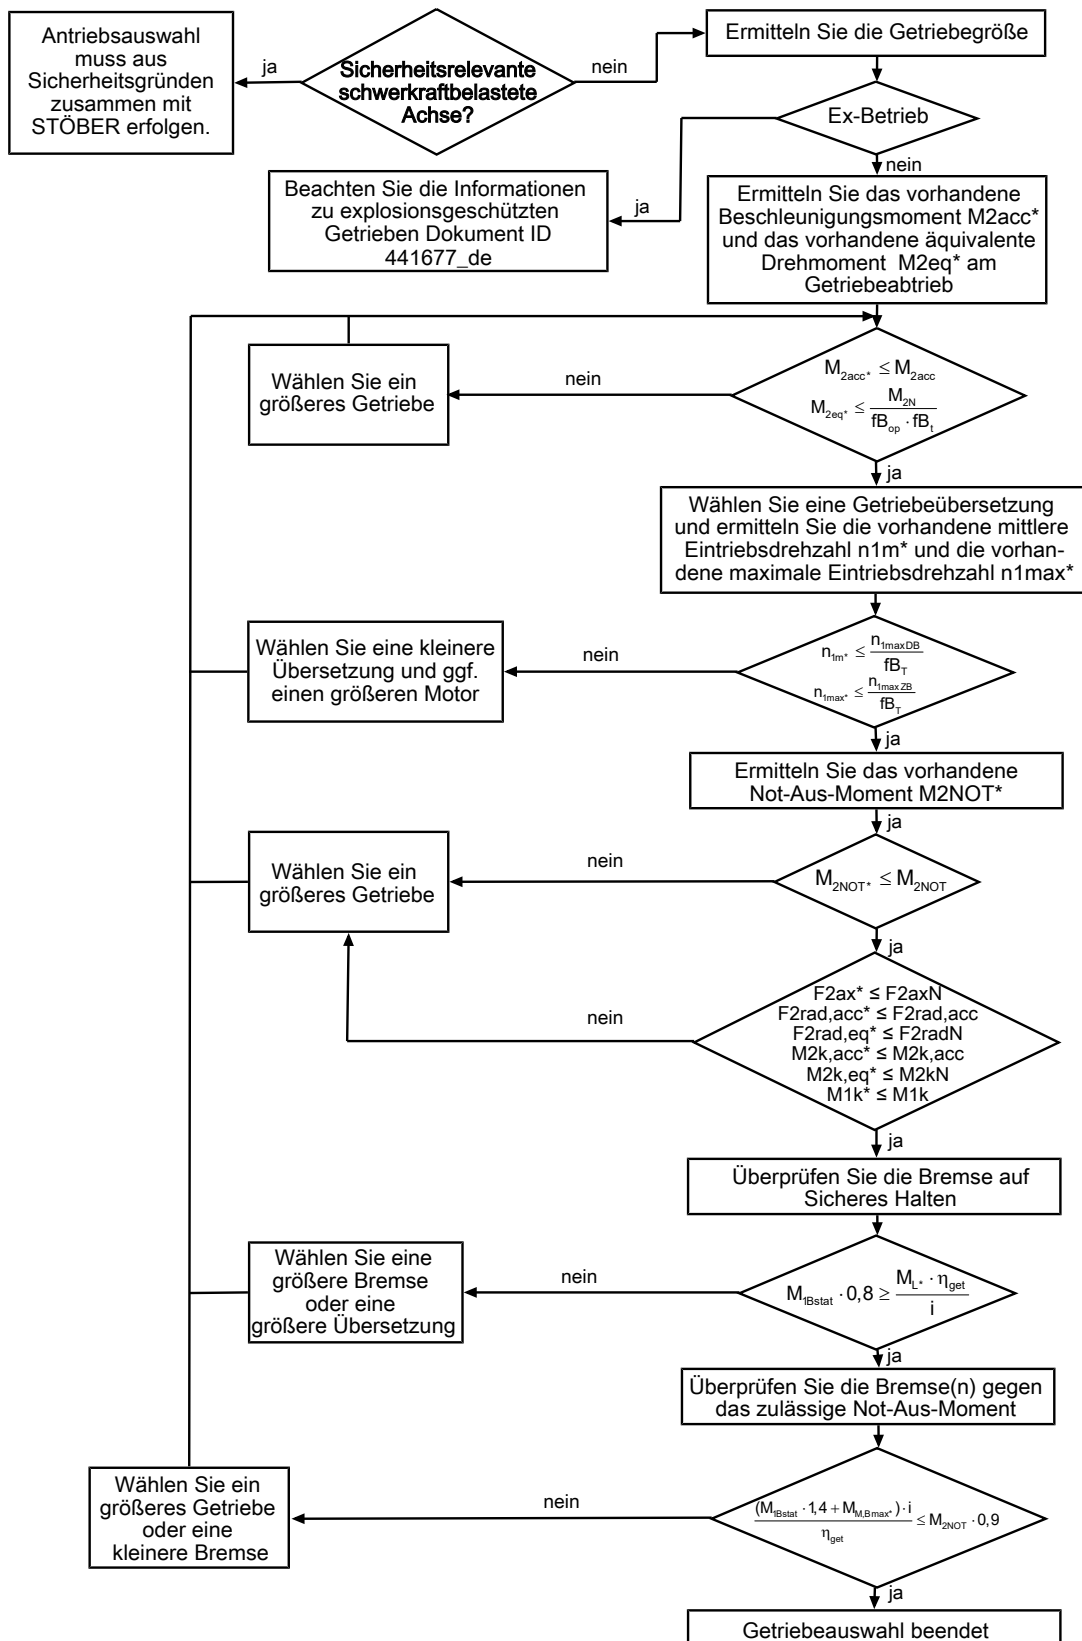 Antriebsauswahl
muss aus
Sicherheitsgründen
zusammen mit
STÖBER erfolgen.
ja
Sicherheitsrelevante
schwerkraftbelastete
Achse?
nein
Ermitteln Sie die Getriebegröße
Ex-Betrieb
nein
ja
Beachten Sie die Informationen
zu explosionsgeschützten
Getrieben Dokument ID
441677_de
Ermitteln Sie das vorhandene
Beschleunigungsmoment M2acc*
und das vorhandene äquivalente
Drehmoment M2eq* am
Getriebeabtrieb
Wählen Sie ein
größeres Getriebe
nein
M2acc* ≤ M2acc
M2eq* ≤ M2N / (fBop · fBt)
ja
Wählen Sie eine Getriebeübersetzung
und ermitteln Sie die vorhandene mittlere
Eintriebsdrehzahl n1m* und die vorhan-
dene maximale Eintriebsdrehzahl n1max*
Wählen Sie eine kleinere
Übersetzung und ggf.
einen größeren Motor
nein
n1m* ≤ n1maxDB / fBT
n1max* ≤ n1maxZB / fBT
ja
Ermitteln Sie das vorhandene
Not-Aus-Moment M2NOT*
ja
Wählen Sie ein
größeres Getriebe
nein
M2NOT* ≤ M2NOT
ja
nein
F2ax* ≤ F2axN
F2rad,acc* ≤ F2rad,acc
F2rad,eq* ≤ F2radN
M2k,acc* ≤ M2k,acc
M2k,eq* ≤ M2kN
M1k* ≤ M1k
ja
Überprüfen Sie die Bremse auf
Sicheres Halten
Wählen Sie eine
größere Bremse
oder eine
größere Übersetzung
nein
M1Bstat · 0,8 ≥ ML* · ηget / i
ja
Überprüfen Sie die Bremse(n) gegen
das zulässige Not-Aus-Moment
Wählen Sie ein
größeres Getriebe
oder eine
kleinere Bremse
nein
(M1Bstat · 1,4 + MM,Bmax*) · i / ηget ≤ M2NOT · 0,9
ja
Getriebeauswahl beendet